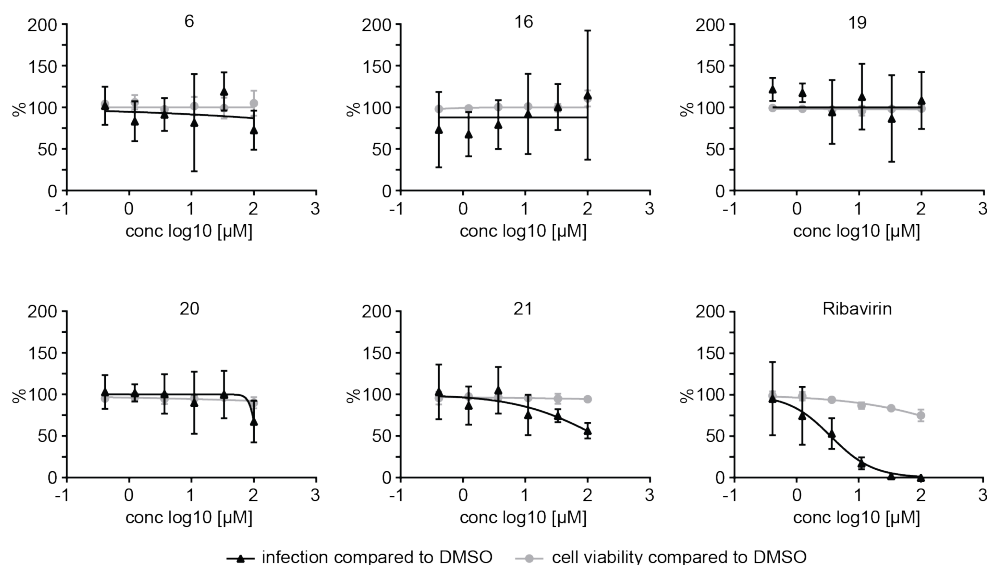 6 16 19
200 200 200
150 150 150
% 100 % 100 % 100
50 50 50
0 0 0
-1 0 1 2 3 -1 0 1 2 3 -1 0 1 2 3
conc log10 [µM] conc log10 [µM] conc log10 [µM]
20 21 Ribavirin
200 200 200
150 150 150
% 100 % 100 % 100
50 50 50
0 0 0
-1 0 1 2 3 -1 0 1 2 3 -1 0 1 2 3
conc log10 [µM] conc log10 [µM] conc log10 [µM]
infection compared to DMSO cell viability compared to DMSO